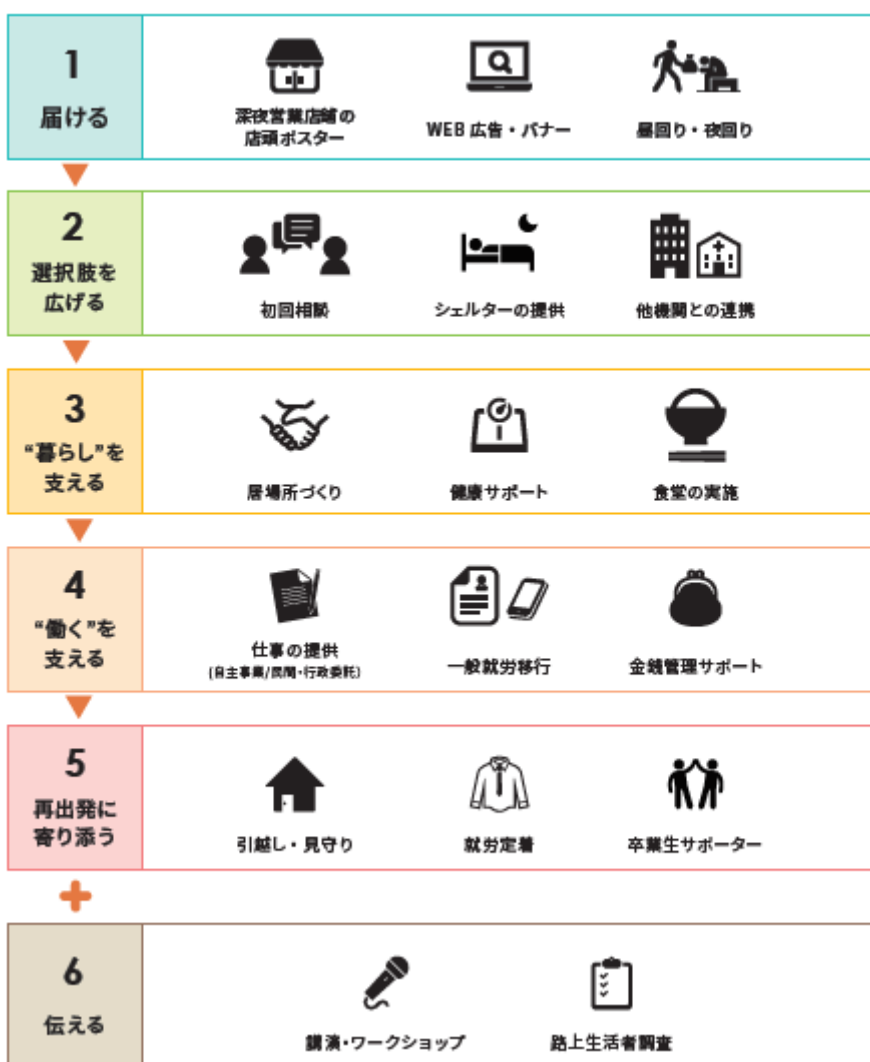 1
届ける
深夜営業店舗の
店頭ポスター
WEB 広告・バナー
昼回り・夜回り
2
選択肢を
広げる
初回相談
シェルターの提供
他機関との連携
3
“暮らし”を
支える
居場所づくり
健康サポート
食堂の実施
4
“働く”を
支える
仕事の提供
(自主事業/民間・行政委託)
一般就労移行
金銭管理サポート
5
再出発に
寄り添う
引越し・見守り
就労定着
卒業生サポーター
6
伝える
講演・ワークショップ
路上生活者調査